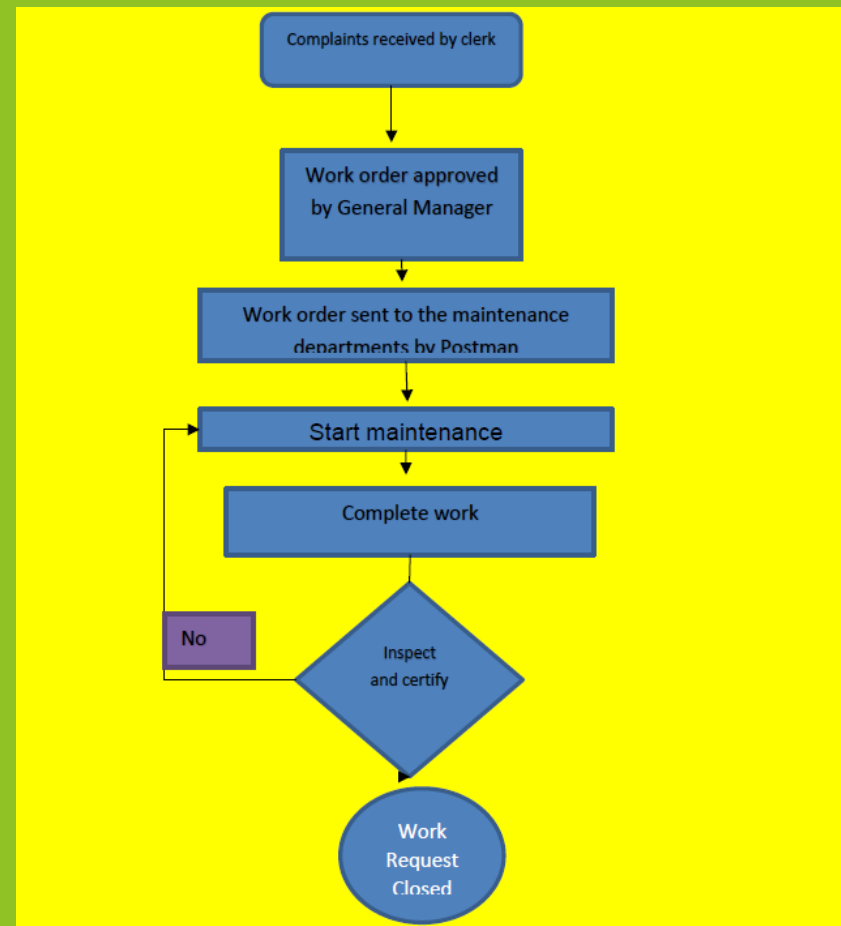 Complaints received by clerk
Work order approved
by General Manager
Work order sent to the maintenance
departments by Postman
Start maintenance
Complete work
No
Inspect
and certify
Work
Request
Closed